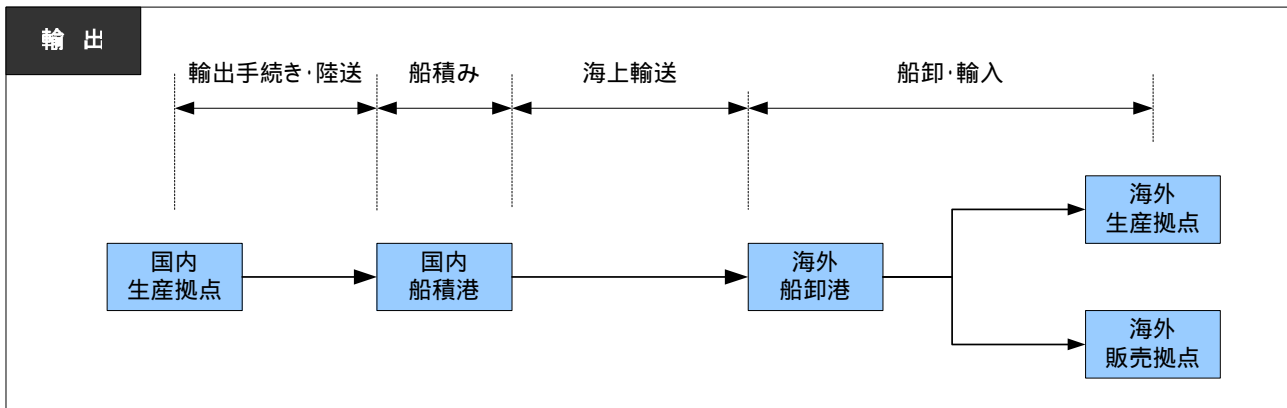 輸 出
輸出手続き・陸送
船積み
海上輸送
船卸・輸入
国内
生産拠点
国内
船積港
海外
船卸港
海外
生産拠点
海外
販売拠点